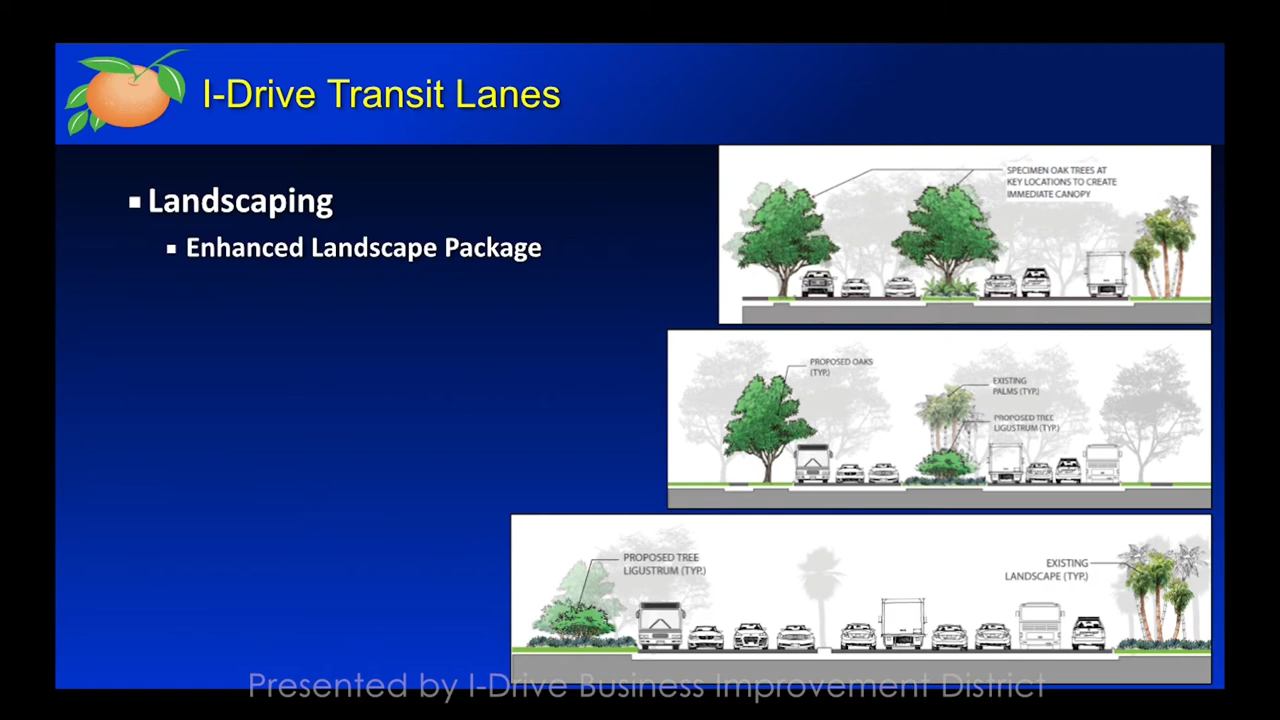 I-Drive Transit Lanes
Landscaping
Enhanced Landscape Package
SPECIMEN OAK TREES AT
KEY LOCATIONS TO CREATE
IMMEDIATE CANOPY
PROPOSED OAKS
(TYP.)
EXISTING
PALMS (TYP.)
PROPOSED TREE
LIGUSTRUM (TYP.)
PROPOSED TREE
LIGUSTRUM (TYP.)
EXISTING
LANDSCAPE (TYP.)
Presented by I-Drive Business Improvement District